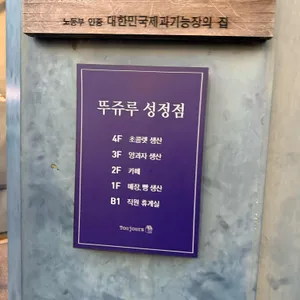 노동부 인증 대한민국제과기능장의 집
뚜쥬루 성정점
4F 초콜렛 생산
3F 양과자 생산
2F 카페
1F 매장, 빵 생산
B1 직원 휴게실
Toujours